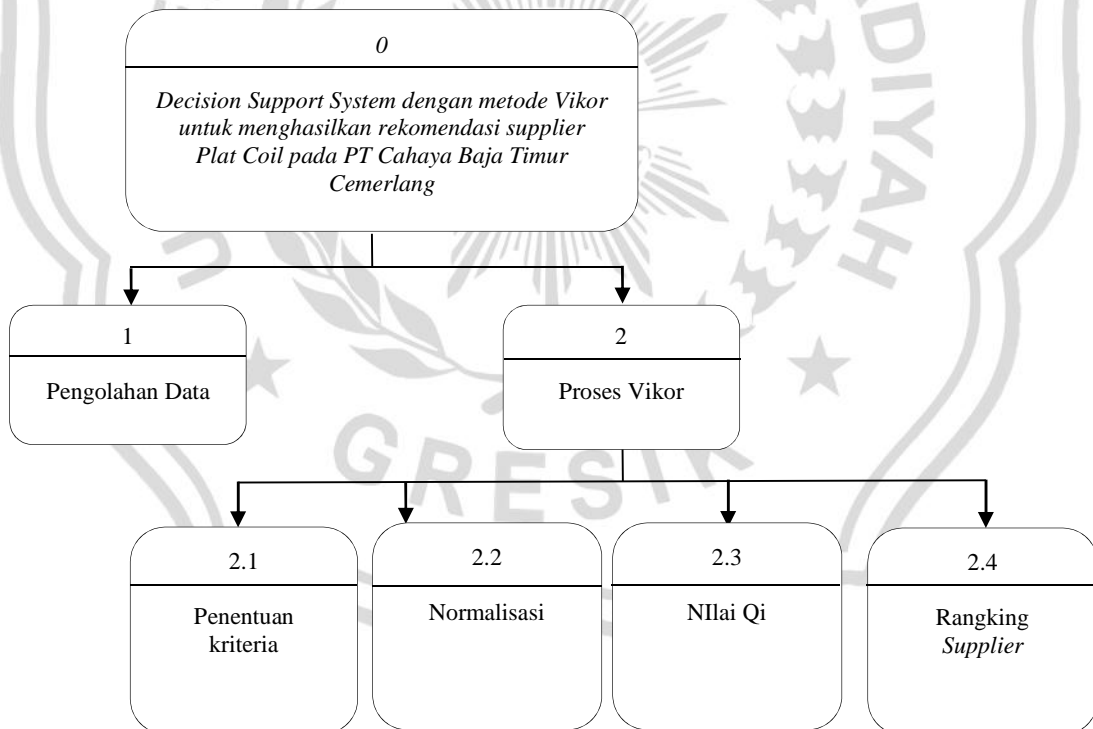 0
Decision Support System dengan metode Vikor
untuk menghasilkan rekomendasi supplier
Plat Coil pada PT Cahaya Baja Timur
Cemerlang
1
Pengolahan Data
2
Proses Vikor
2.1
Penentuan
kriteria
2.2
Normalisasi
2.3
NIlai Qi
2.4
Rangking
Supplier
DIYAH
GRESIK